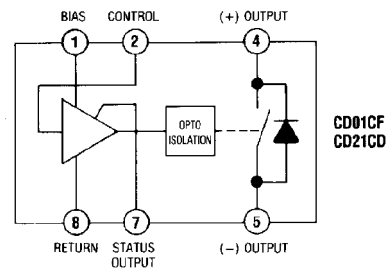 BIAS CONTROL (+) OUTPUT
1 2 4
OPTO
ISOLATION
CD01CF
CD21CD
8 7 5
RETURN STATUS
OUTPUT
(–) OUTPUT